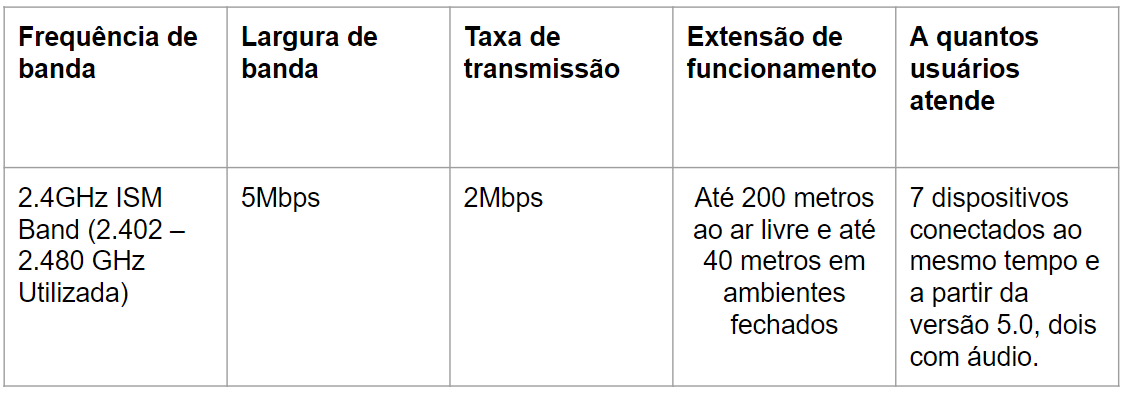 Frequência de
banda
Largura de
banda
Taxa de
transmissão
Extensão de
funcionamento
A quantos
usuários
atende
2.4GHz ISM
Band (2.402 –
2.480 GHz
Utilizada)
5Mbps
2Mbps
Até 200 metros
ao ar livre e até
40 metros em
ambientes
fechados
7 dispositivos
conectados ao
mesmo tempo e
a partir da
versão 5.0, dois
com áudio.